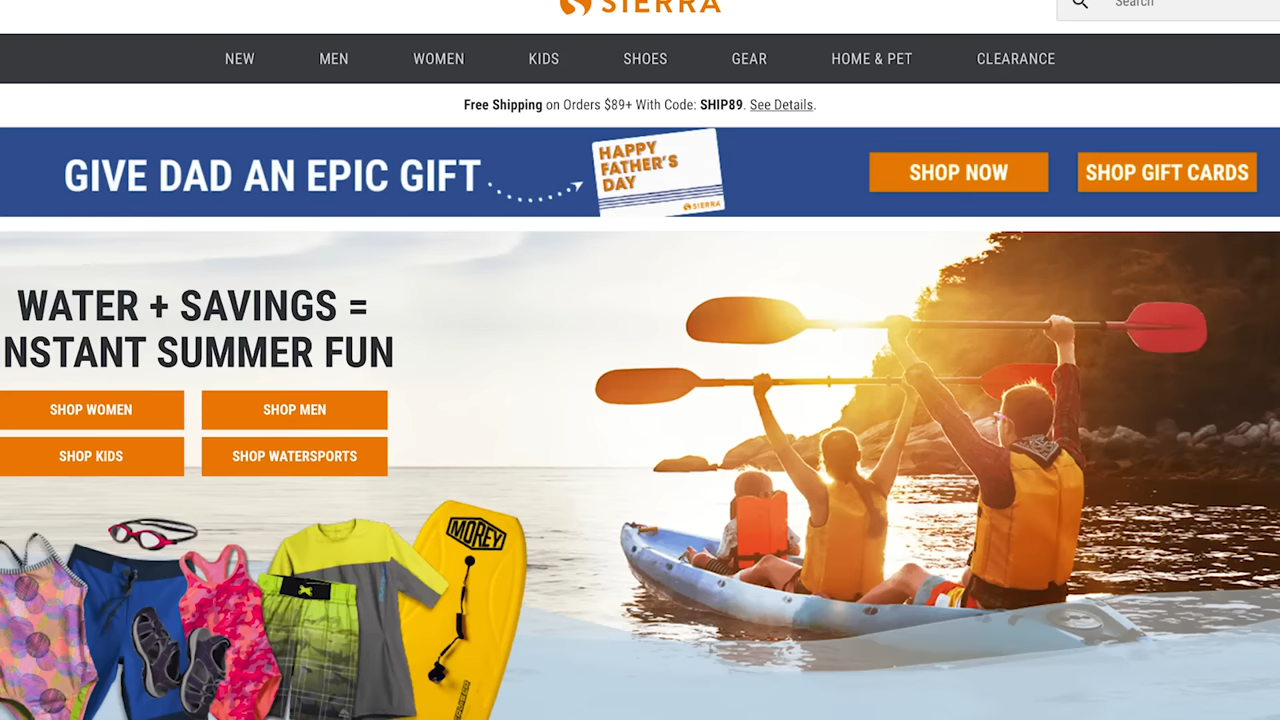 SIERRA
Search
NEW MEN WOMEN KIDS SHOES GEAR HOME & PET CLEARANCE
Free Shipping on Orders $89+ With Code: SHIP89. See Details.
GIVE DAD AN EPIC GIFT
HAPPY
FATHER'S
DAY
SIERRA
SHOP NOW
SHOP GIFT CARDS
WATER + SAVINGS =
NSTANT SUMMER FUN
SHOP WOMEN
SHOP MEN
SHOP KIDS
SHOP WATERSPORTS
MOREY